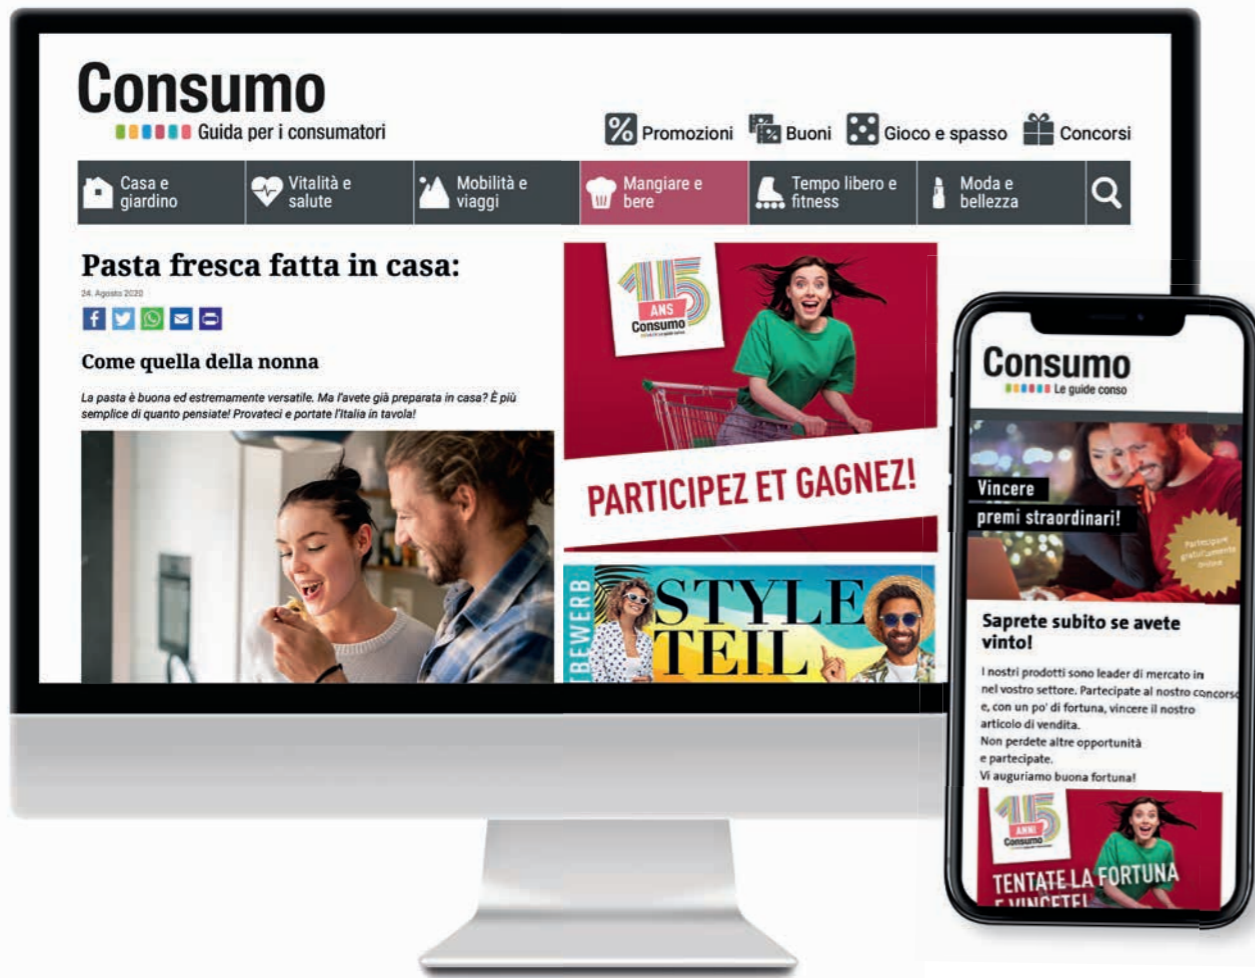 Consumo
Guida per i consumatori
% Promozioni
% Buoni
Gioco e spasso
Concorsi
Casa e
giardino
Vitalità e
salute
Mobilità e
viaggi
Mangiare e
bere
Tempo libero e
fitness
Moda e
bellezza
Pasta fresca fatta in casa:
24. Agosto 2020
Come quella della nonna
La pasta è buona ed estremamente versatile. Ma l'avete già preparata in casa? È più
semplice di quanto pensiate! Provateci e portate l'Italia in tavola!
15
ANS
Consumo
PARTICIPEZ ET GAGNEZ!
BEWERB
STYLE
TEIL
Consumo
Le guide conso
Vincere
premi straordinari!
Partecipare
gratuitamente
Saprete subito se avete
vinto!
I nostri prodotti sono leader di mercato in
nel vostro settore. Partecipate al nostro concorso
e, con un po' di fortuna, vincere il nostro
articolo di vendita.
Non perdete altre opportunità
e partecipate.
Vi auguriamo buona fortuna!
15
ANNI
Consumo
TENTATE LA FORTUNA
E VINCETE!